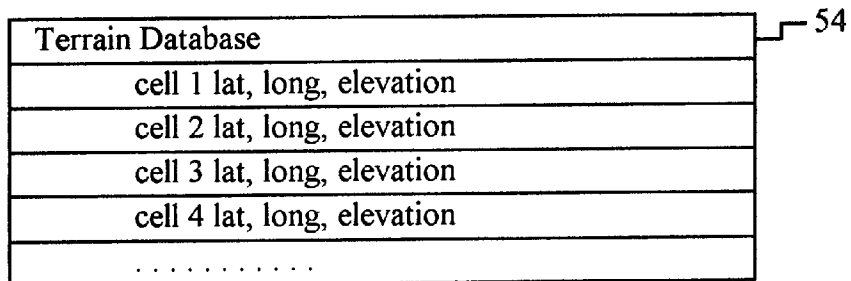 Terrain Database 54
cell 1 lat, long, elevation
cell 2 lat, long, elevation
cell 3 lat, long, elevation
cell 4 lat, long, elevation
. . . . . . . . . . .